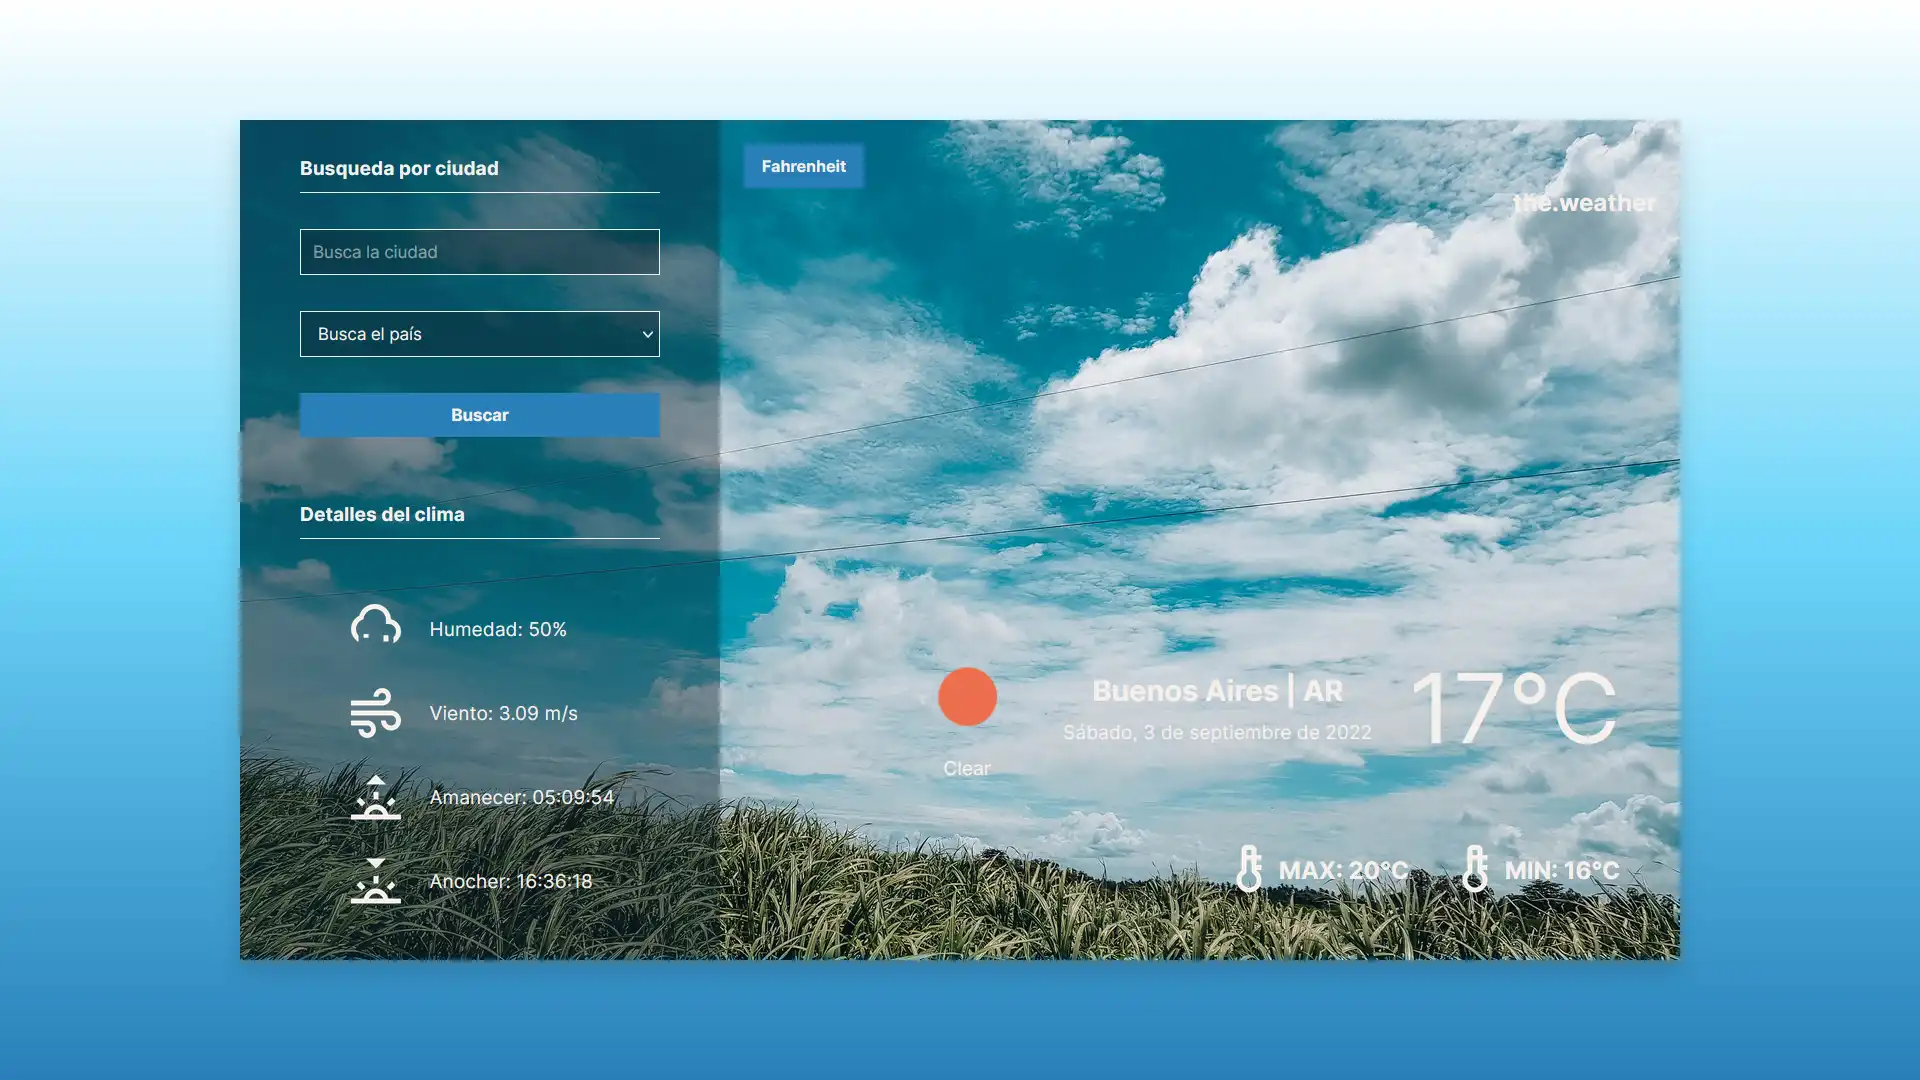 Busqueda por ciudad
Busca la ciudad
Busca el país
Buscar
Detalles del clima
Humedad: 50%
Viento: 3.09 m/s
Amanecer: 05:09:54
Anocher: 16:36:18
Fahrenheit
the.weather
Clear
Buenos Aires | AR
Sábado, 3 de septiembre de 2022
17°C
MAX: 20°C
MIN: 16°C